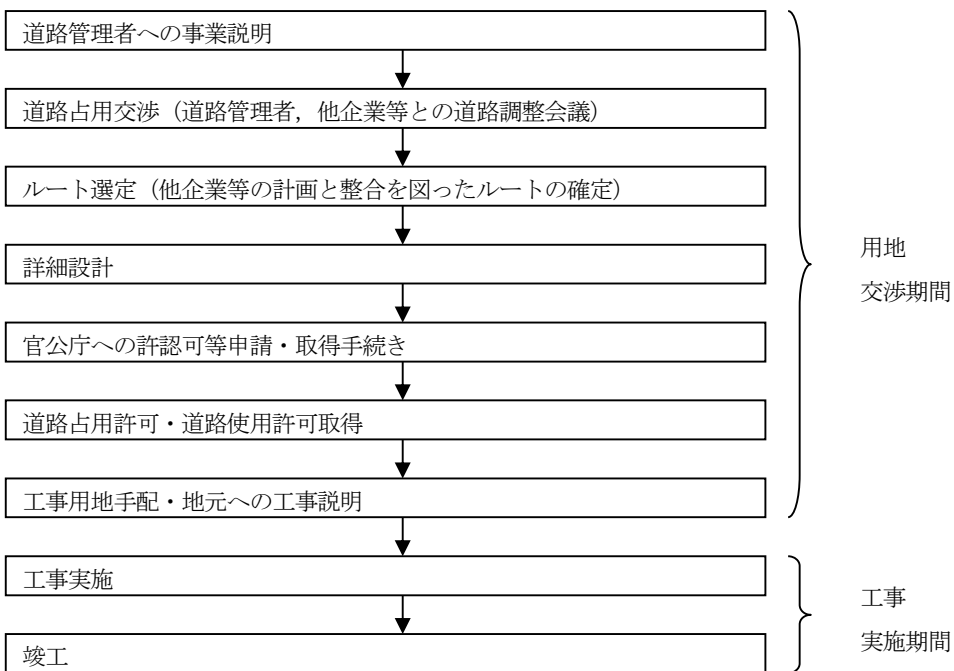 道路管理者への事業説明
道路占用交渉（道路管理者，他企業等との道路調整会議）
ルート選定（他企業等の計画と整合を図ったルートの確定）
詳細設計
官公庁への許認可等申請・取得手続き
道路占用許可・道路使用許可取得
工事用地手配・地元への工事説明
用地
交渉期間
工事実施
竣工
工事
実施期間